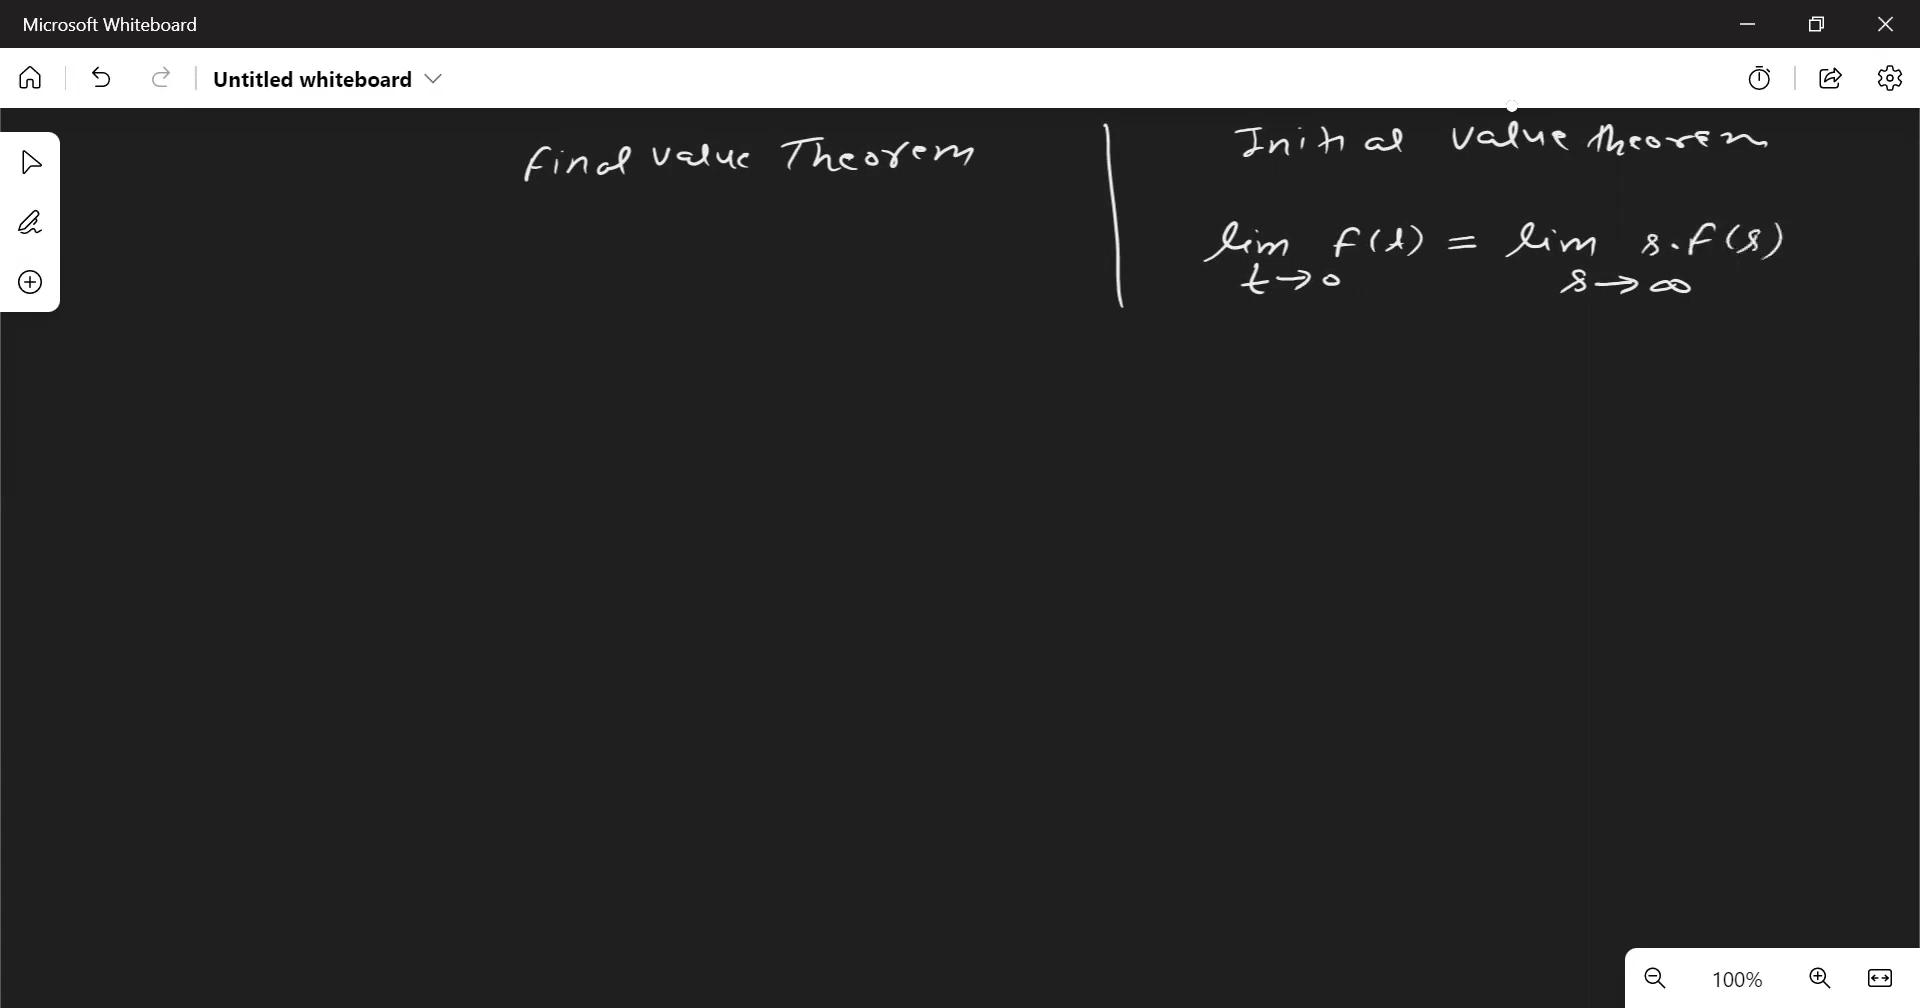 Microsoft Whiteboard
Untitled whiteboard
Final value Theorem
Initial value theorem
lim f(t) = lim s.F(s)
t→0 s→∞
100%